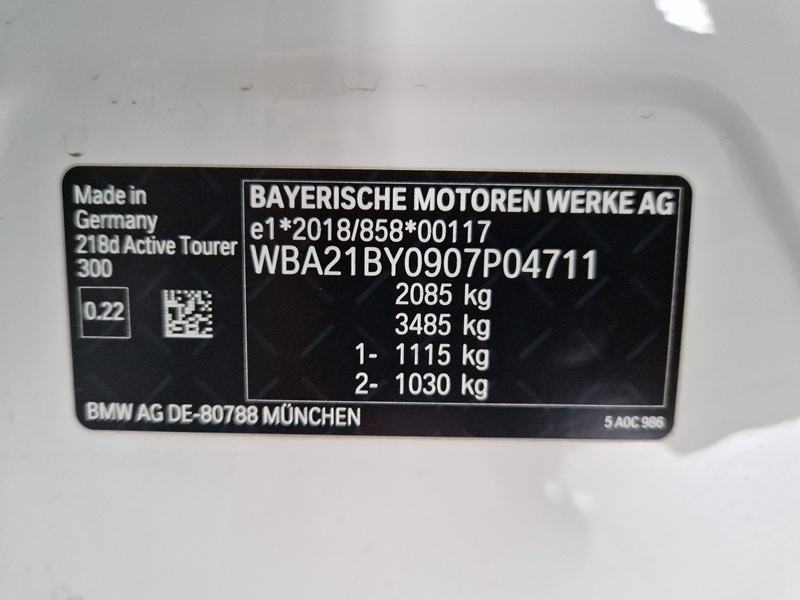 Made in
Germany
218d Active Tourer
300
0.22
BAYERISCHE MOTOREN WERKE AG
e1*2018/858*00117
WBA21BY0907P04711
2085 kg
3485 kg
1- 1115 kg
2- 1030 kg
BMW AG DE-80788 MÜNCHEN
5 A0C 986